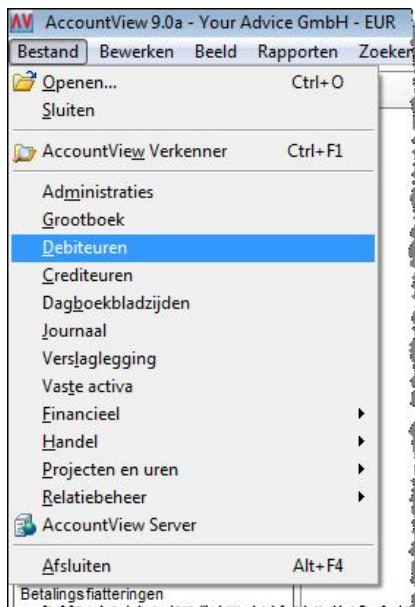 AccountView 9.0a - Your Advice GmbH - EUR
Bestand Bewerken Beeld Rapporten Zoeken
Openen... Ctrl+O
Sluiten
AccountView Verkenner Ctrl+F1
Administraties
Grootboek
Debiteuren
Crediteuren
Dagboekbladzijden
Journaal
Verslaglegging
Vaste activa
Financieel
Handel
Projecten en uren
Relatiebeheer
AccountView Server
Afsluiten Alt+F4
Betalingsfiatteringen